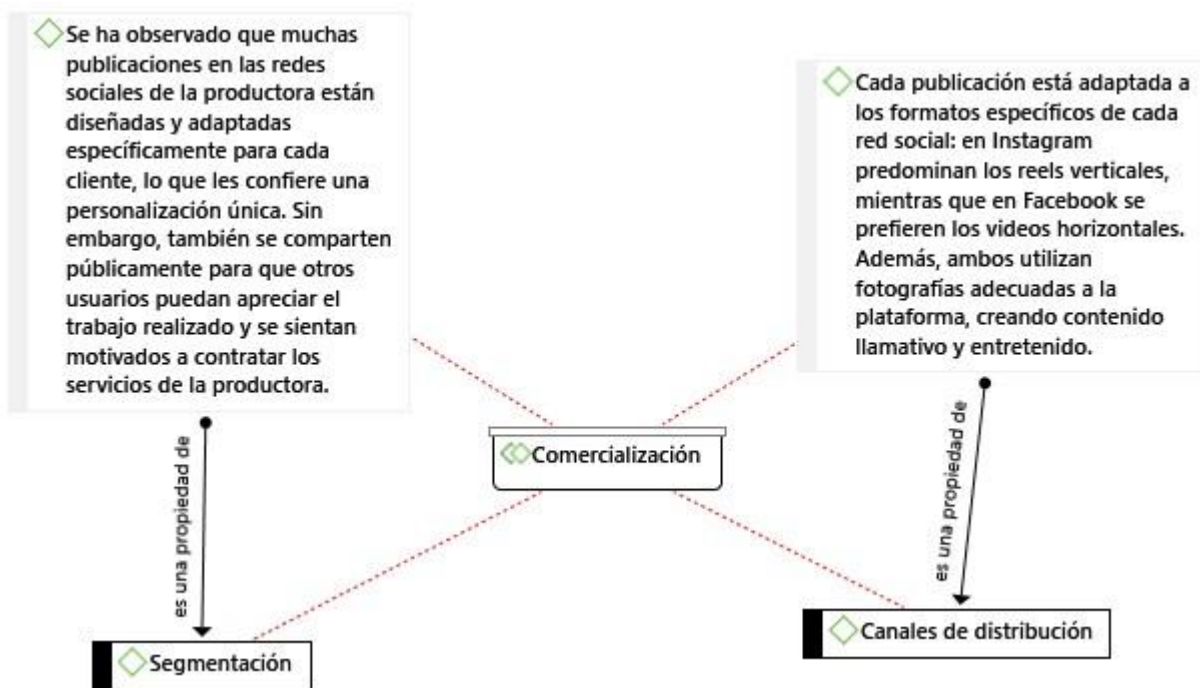 Se ha observado que muchas
publicaciones en las redes
sociales de la productora están
diseñadas y adaptadas
específicamente para cada
cliente, lo que les confiere una
personalización única. Sin
embargo, también se comparten
públicamente para que otros
usuarios puedan apreciar el
trabajo realizado y se sientan
motivados a contratar los
servicios de la productora.
Cada publicación está adaptada a
los formatos específicos de cada
red social: en Instagram
predominan los reels verticales,
mientras que en Facebook se
prefieren los videos horizontales.
Además, ambos utilizan
fotografías adecuadas a la
plataforma, creando contenido
llamativo y entretenido.
Comercialización
es una propiedad de
es una propiedad de
Segmentación
Canales de distribución